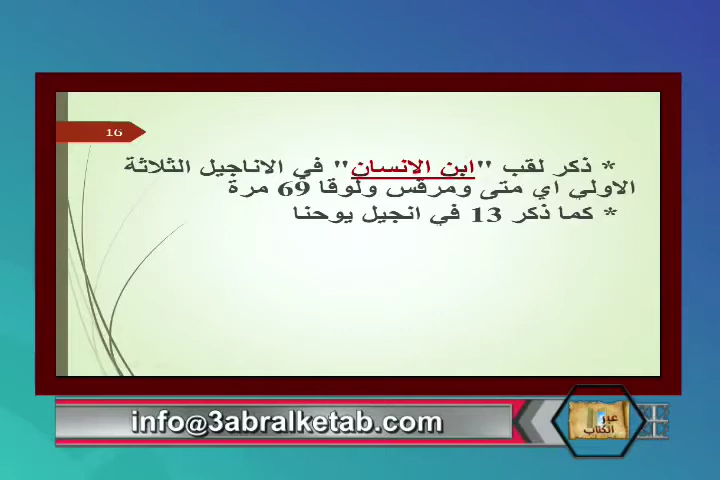 16
* ذكر لقب "ابن الانسان" في الاناجيل الثلاثة
الاولي اي متى ومرقس ولوقا 69 مرة
* كما ذكر 13 في انجيل يوحنا
info@3abralketab.com
عبر
الكتاب